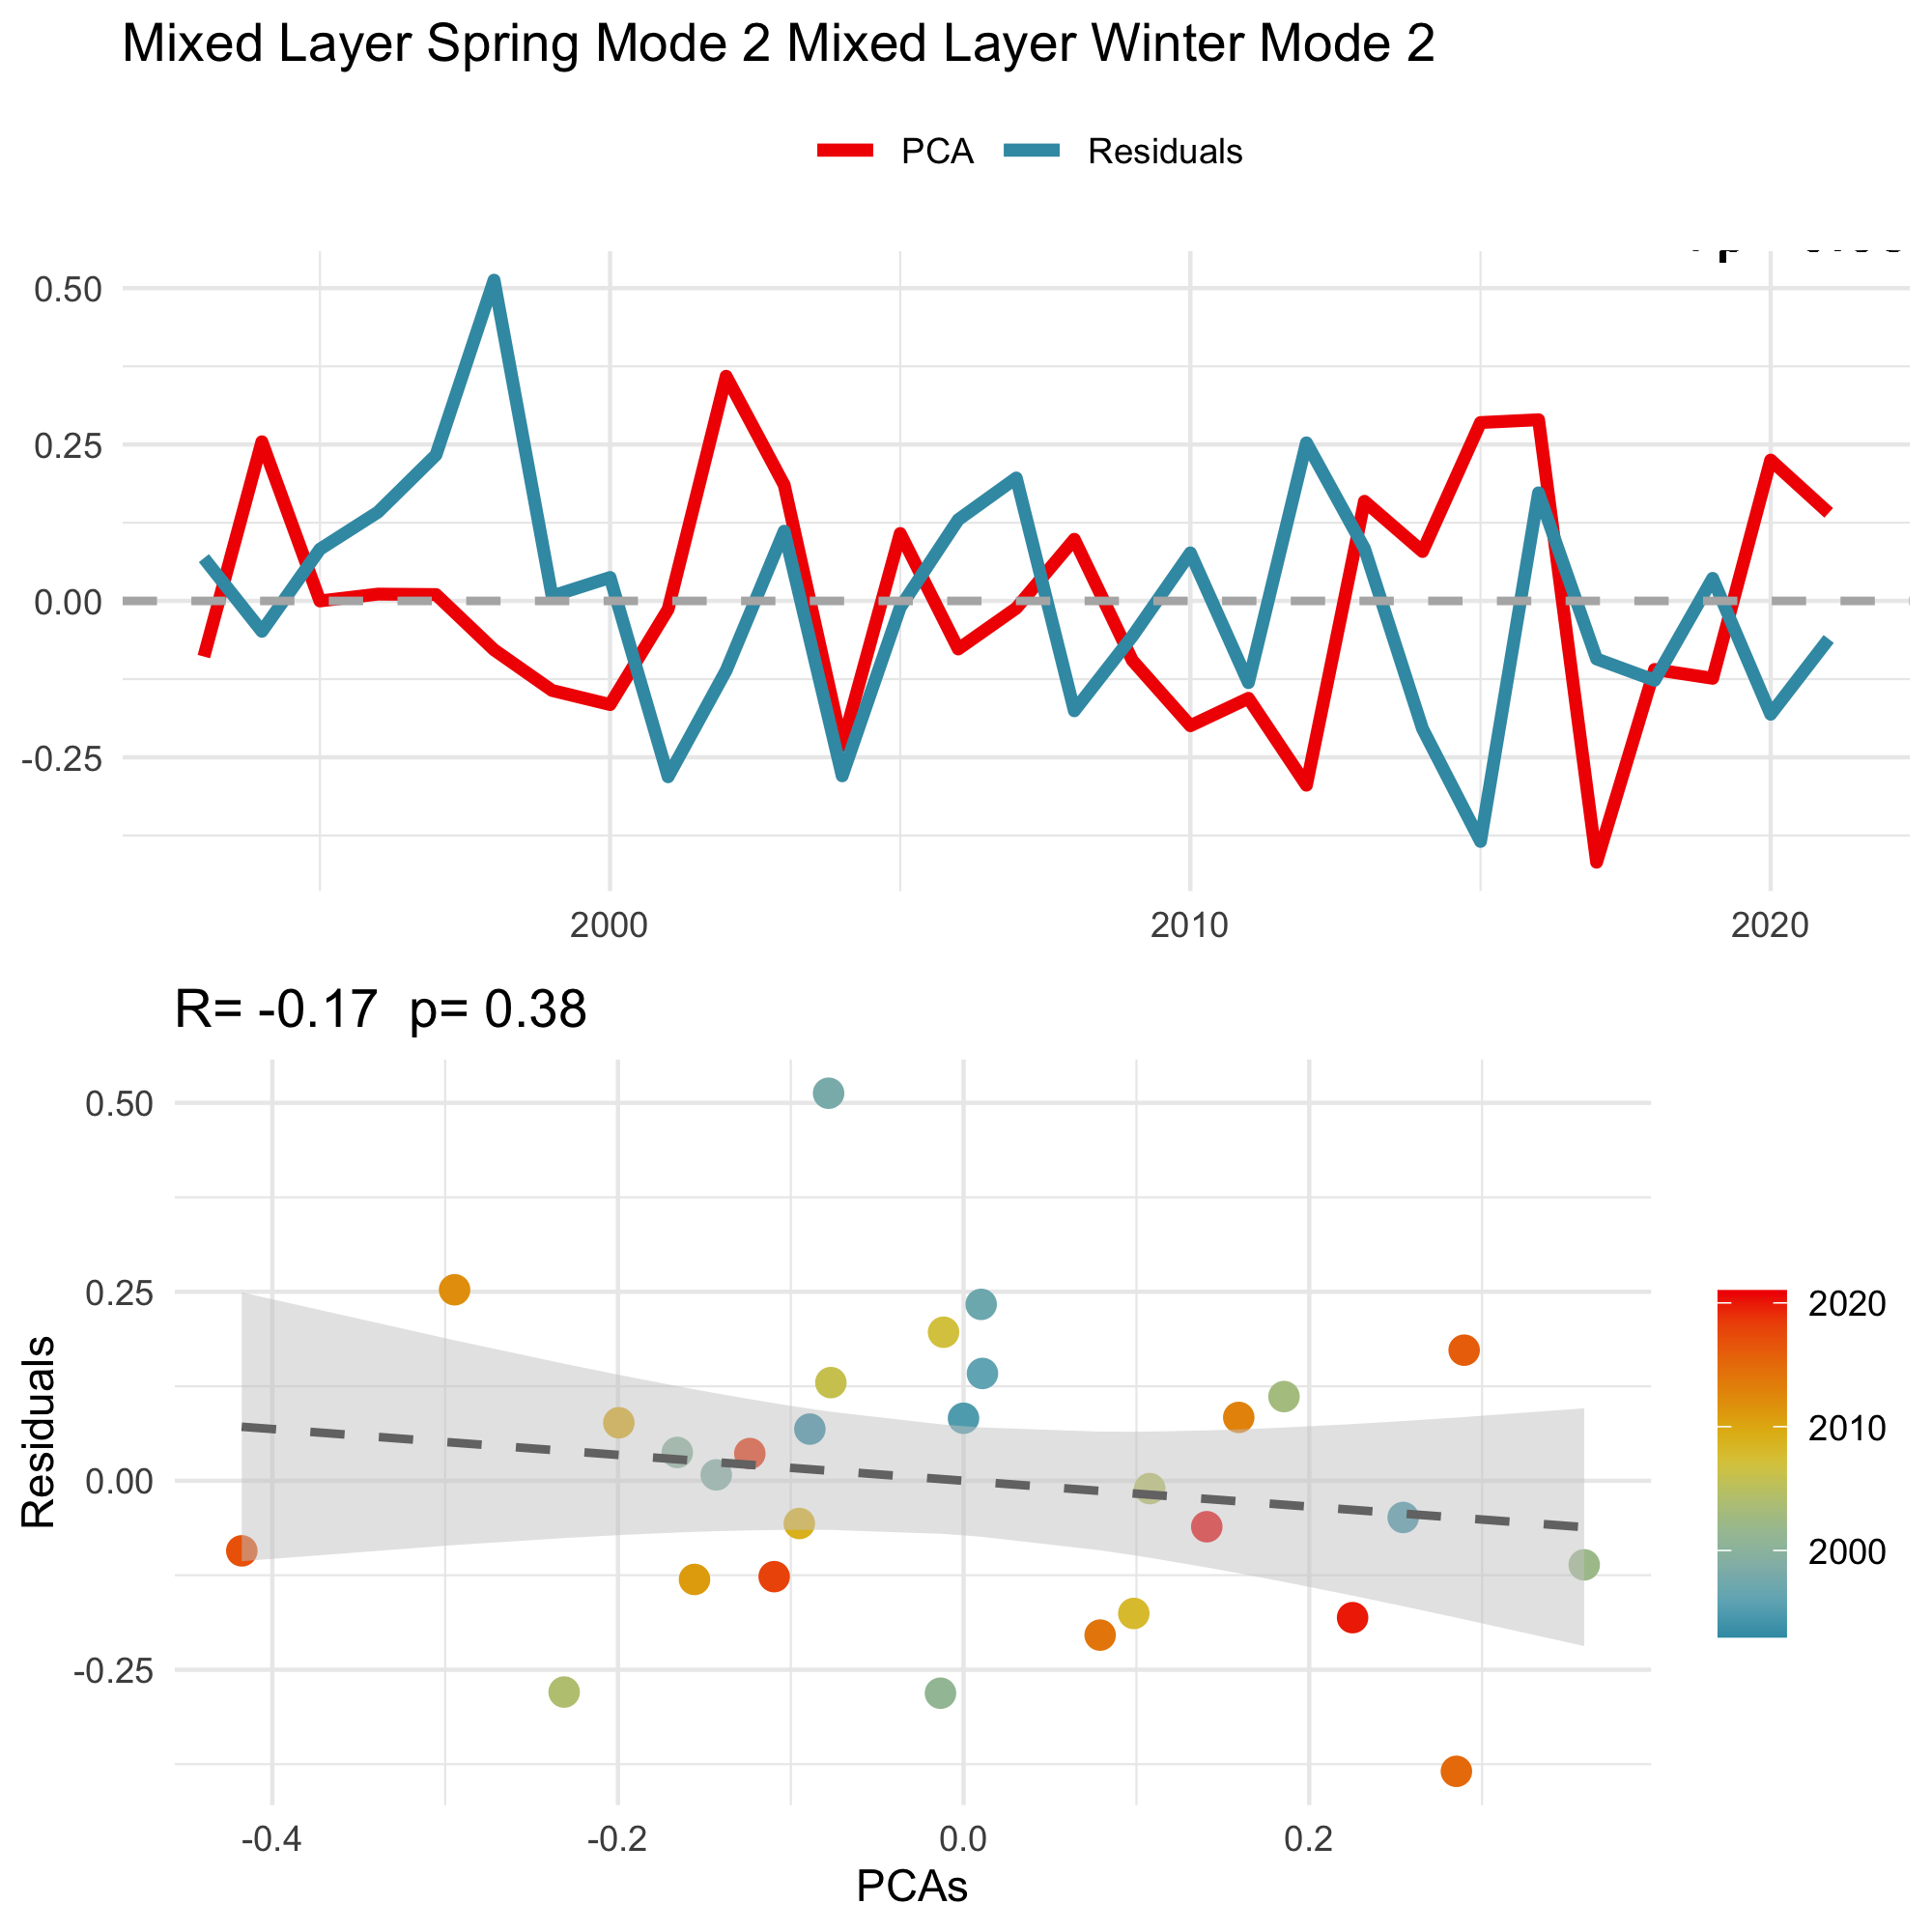 Mixed Layer Spring Mode 2 Mixed Layer Winter Mode 2
PCA Residuals
0.50
0.25
0.00
-0.25
2000 2010 2020
R= -0.17 p= 0.38
0.50
0.25
0.00
-0.25
Residuals
-0.4 -0.2 0.0 0.2
PCAs
2020
2010
2000